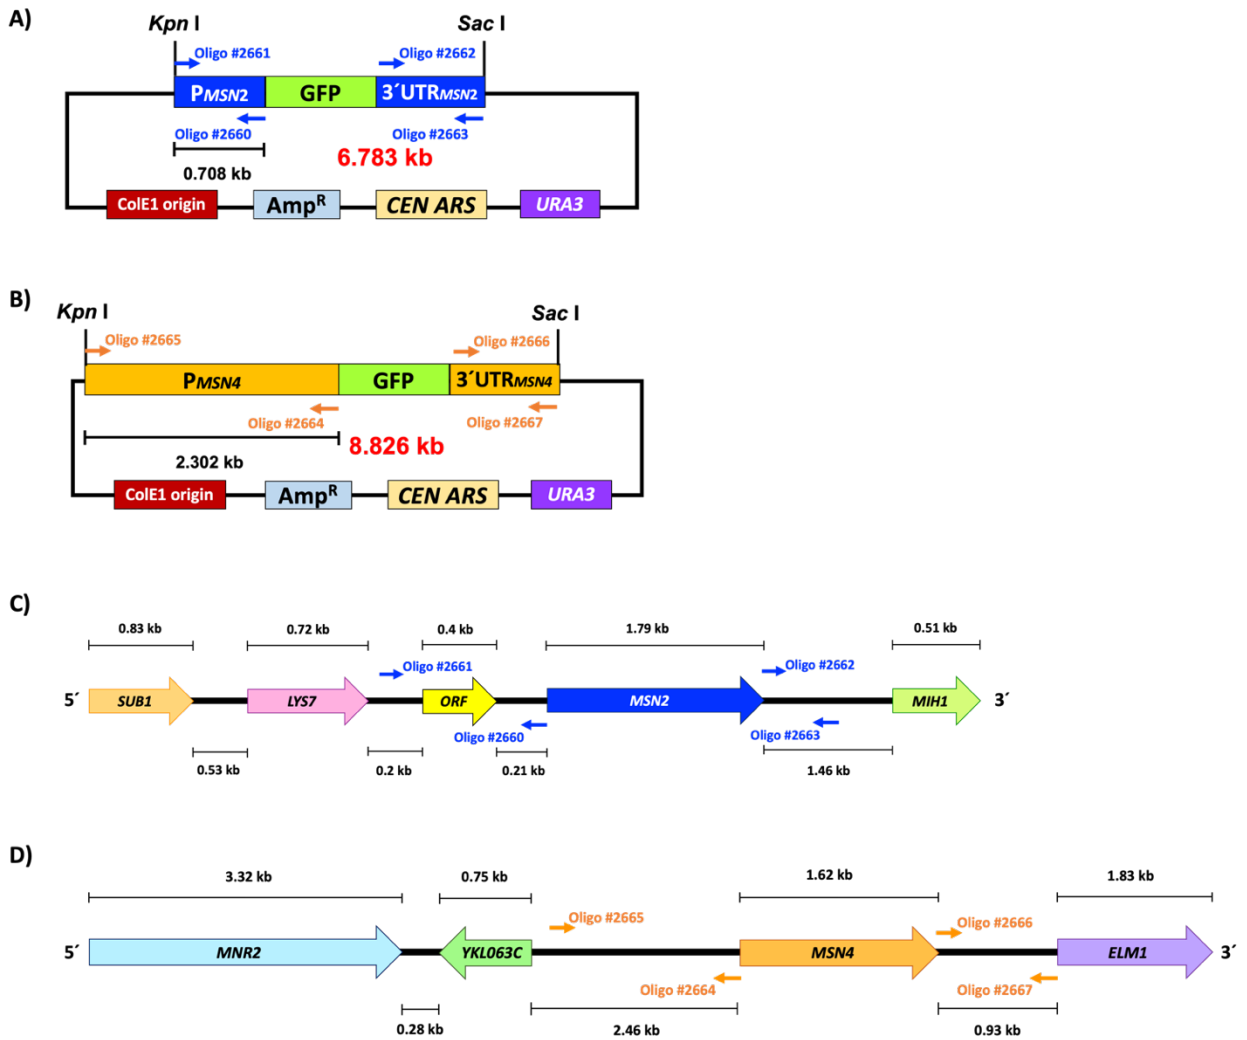 A)
Kpn I
Sac I
Oligo #2661
Oligo #2662
PMSN2
GFP
3´UTRMSN2
Oligo #2660
Oligo #2663
0.708 kb
6.783 kb
ColE1 origin
AmpR
CEN ARS
URA3
B)
Kpn I
Sac I
Oligo #2665
Oligo #2666
PMSN4
GFP
3´UTRMSN4
Oligo #2664
Oligo #2667
2.302 kb
8.826 kb
ColE1 origin
AmpR
CEN ARS
URA3
C)
0.83 kb
0.72 kb
0.4 kb
1.79 kb
0.51 kb
Oligo #2661
Oligo #2662
5´
SUB1
LYS7
ORF
MSN2
MIH1
3´
Oligo #2660
Oligo #2663
0.53 kb
0.2 kb
0.21 kb
1.46 kb
D)
3.32 kb
0.75 kb
1.62 kb
1.83 kb
Oligo #2665
Oligo #2666
5´
MNR2
YKL063C
MSN4
ELM1
3´
Oligo #2664
Oligo #2667
0.28 kb
2.46 kb
0.93 kb